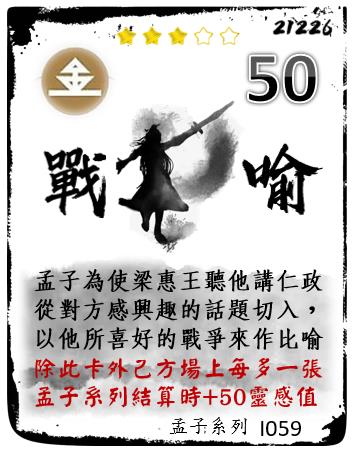 21226
金
50
戰 喻
孟子為使梁惠王聽他講仁政
從對方感興趣的話題切入，
以他所喜好的戰爭來作比喻
除此卡外己方場上每多一張
孟子系列結算時+50靈感值
孟子系列 I059